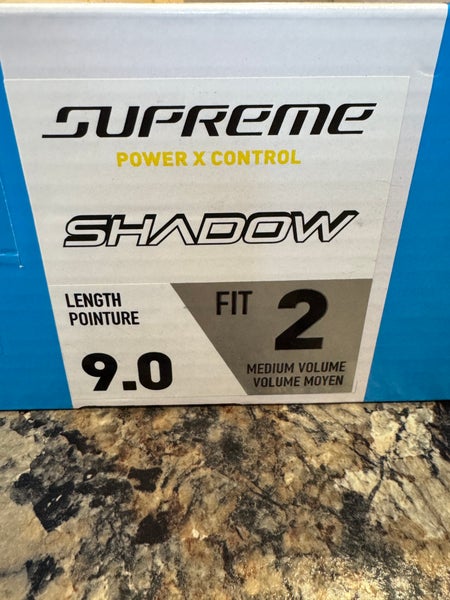 SUPREME
POWER X CONTROL
SHADOW
LENGTH
POINTURE
9.0
FIT 2
MEDIUM VOLUME
VOLUME MOYEN